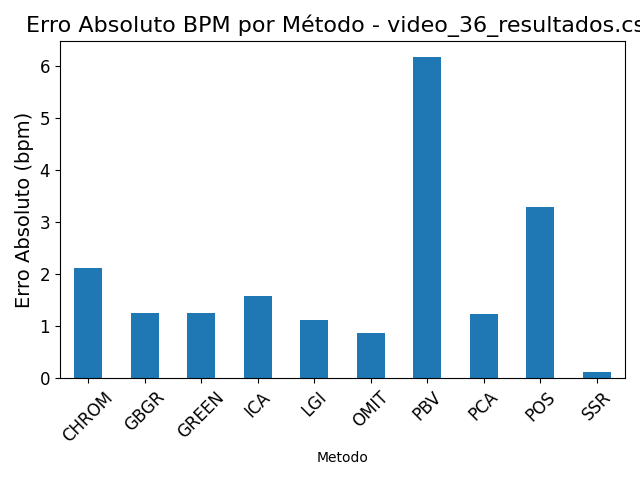 Erro Absoluto BPM por Método - video_36_resultados.cs
Erro Absoluto (bpm)
6
5
4
3
2
1
0
CHROM GBGR GREEN ICA LGI OMIT PBV PCA POS SSR
Metodo